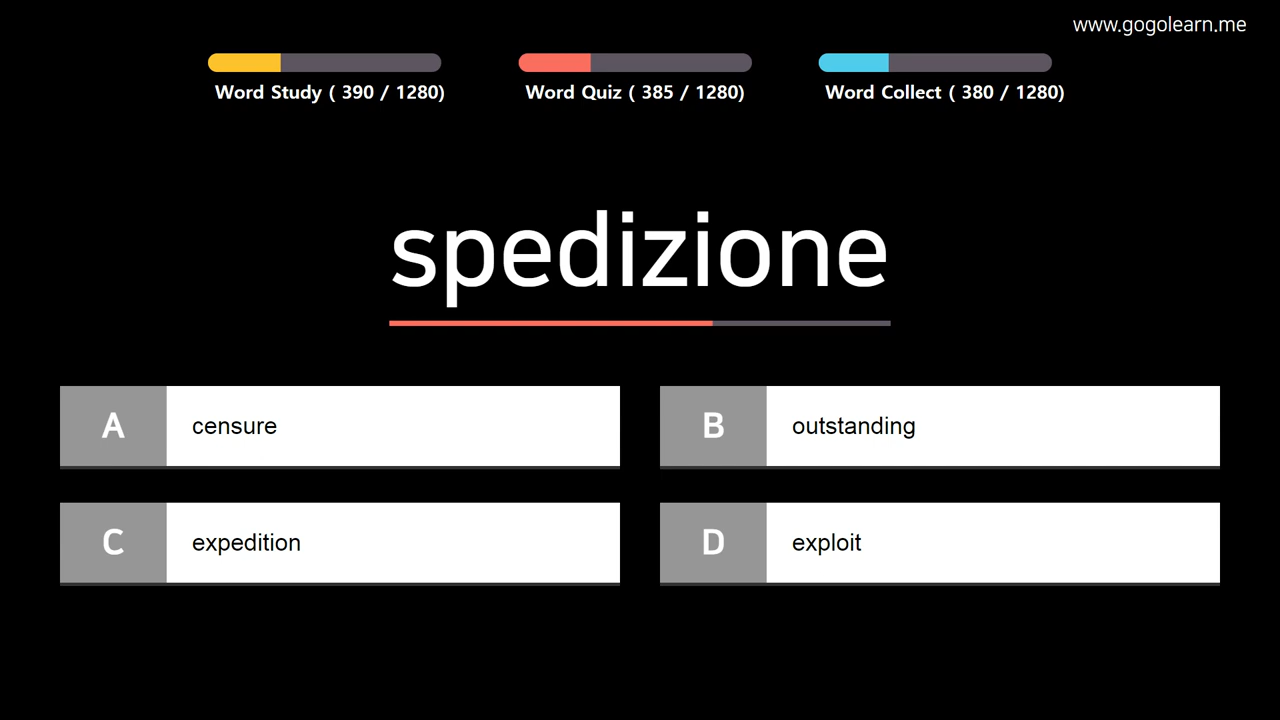 www.gogolearn.me
Word Study ( 390 / 1280)
Word Quiz ( 385 / 1280)
Word Collect ( 380 / 1280)
spedizione
A
censure
B
outstanding
C
expedition
D
exploit